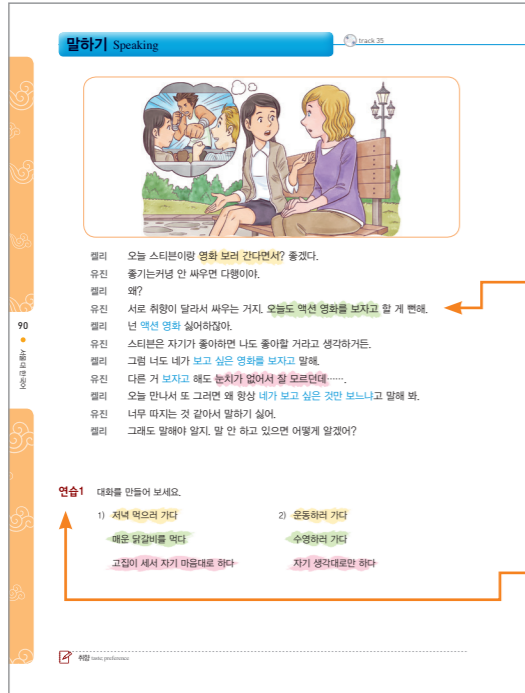 말하기 Speaking
track 35
켈리 오늘 스티븐이랑 영화 보러 간다면서? 좋겠다.
유진 좋기는커녕 안 싸우면 다행이야.
켈리 왜?
유진 서로 취향이 달라서 싸우는 거지. 오늘도 액션 영화를 보자고 할 게 뻔해.
켈리 넌 액션 영화 싫어하잖아.
유진 스티븐은 자기가 좋아하면 나도 좋아할 거라고 생각하거든.
켈리 그럼 너도 네가 보고 싶은 영화를 보자고 말해.
유진 다른 거 보자고 해도 눈치가 없어서 잘 모르던데…….
켈리 오늘 만나서 또 그러면 왜 항상 네가 보고 싶은 것만 보느냐고 말해 봐.
유진 너무 따지는 것 같아서 말하기 싫어.
켈리 그래도 말해야 알지. 말 안 하고 있으면 어떻게 알겠어?
90
서울대 한국어
연습1 대화를 만들어 보세요.
1) 저녁 먹으러 가다
매운 닭갈비를 먹다
고집이 세서 자기 마음대로 하다
2) 운동하러 가다
수영하러 가다
자기 생각대로만 하다
취향 taste; preference